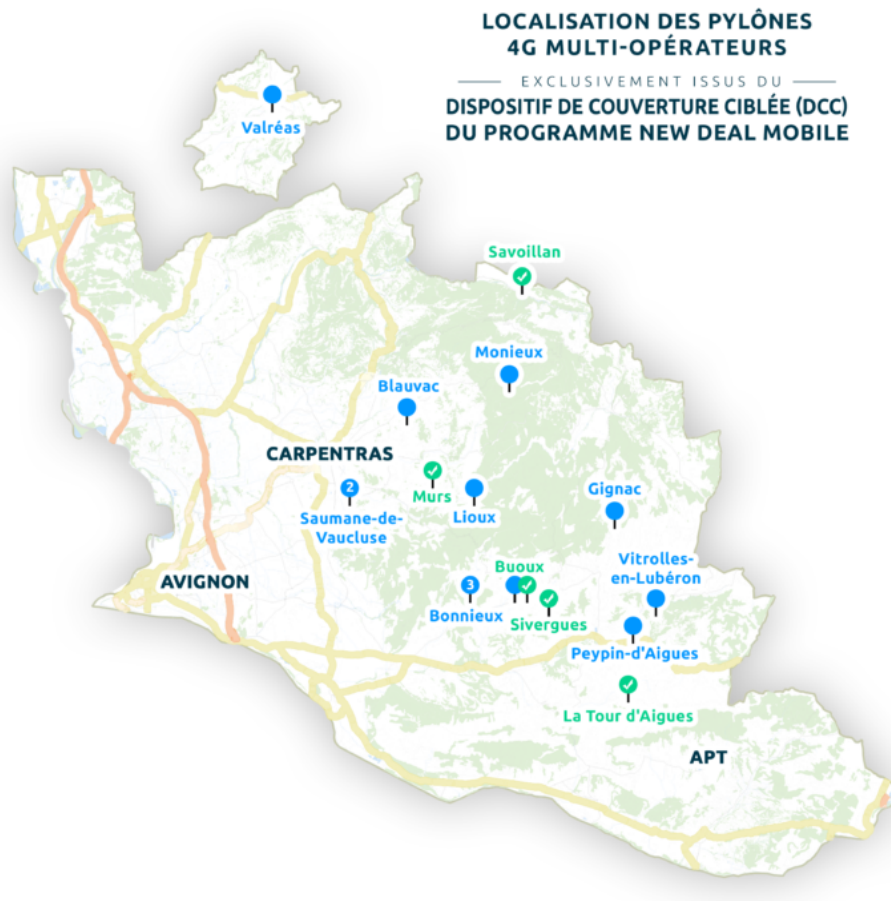 LOCALISATION DES PYLÔNES
4G MULTI-OPÉRATEURS
EXCLUSIVEMENT ISSUS DU
DISPOSITIF DE COUVERTURE CIBLÉE (DCC)
DU PROGRAMME NEW DEAL MOBILE
Valréas
Savoillan
Monieux
Blauvac
CARPENTRAS
Murs
2
Saumane-de-
Vaucluse
Lioux
Gignac
AVIGNON
Buoux
3
Bonnieux
Sivergues
Vitrolles-
en-Lubéron
Peypin-d'Aigues
La Tour d'Aigues
APT